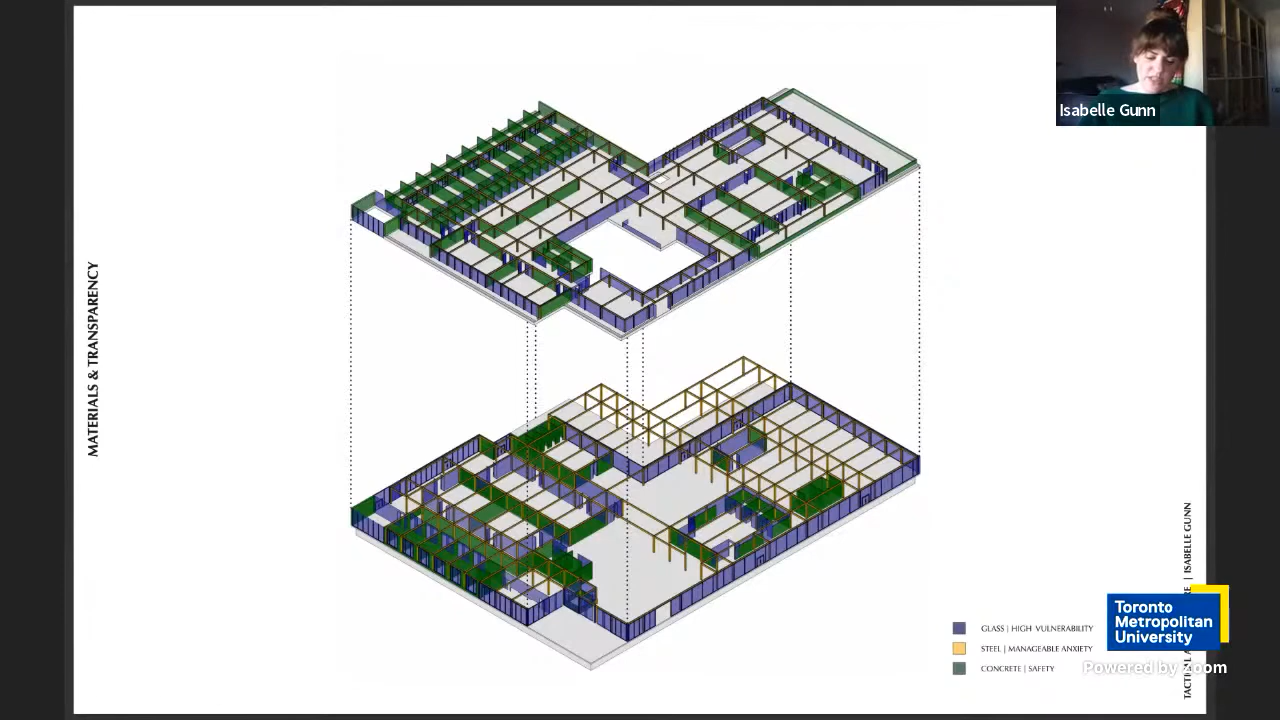 Isabelle Gunn
MATERIALS & TRANSPARENCY
GLASS | HIGH VULNERABILITY
STEEL | MANAGEABLE ANXIETY
CONCRETE | SAFETY
| ISABELLE GUNN
Toronto
Metropolitan
University
Powered by Zoom